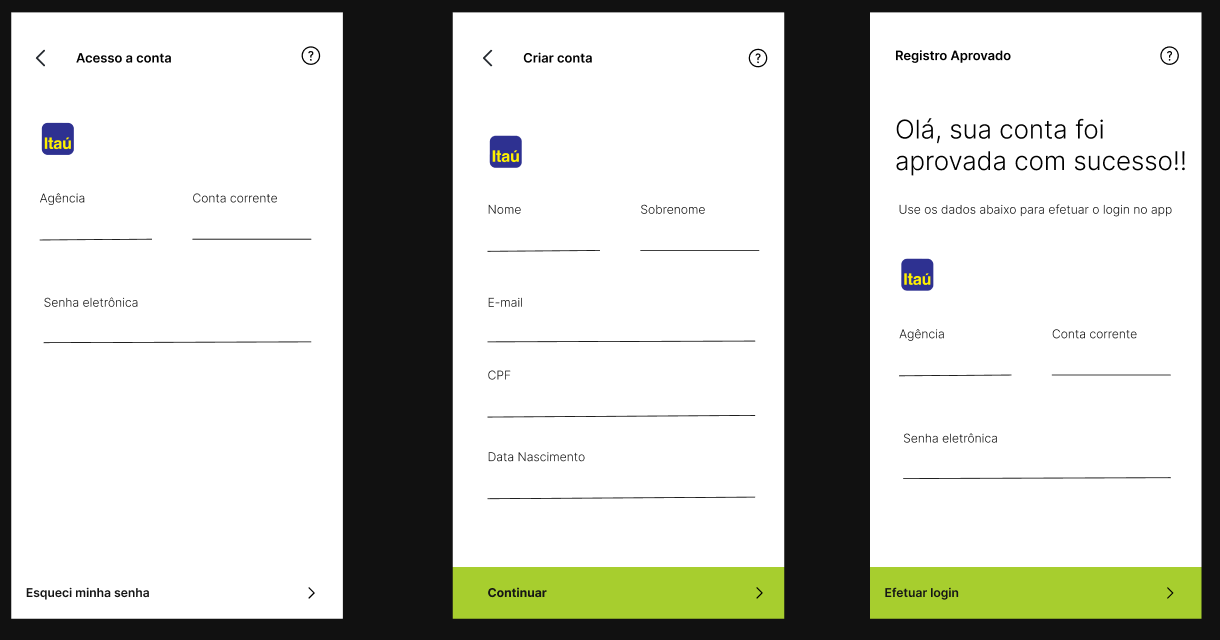 Acesso a conta
?
Itaú
Agência
Conta corrente
Senha eletrônica
Esqueci minha senha
Criar conta
?
Itaú
Nome
Sobrenome
E-mail
CPF
Data Nascimento
Continuar
Registro Aprovado
?
Olá, sua conta foi
aprovada com sucesso!!
Use os dados abaixo para efetuar o login no app
Itaú
Agência
Conta corrente
Senha eletrônica
Efetuar login